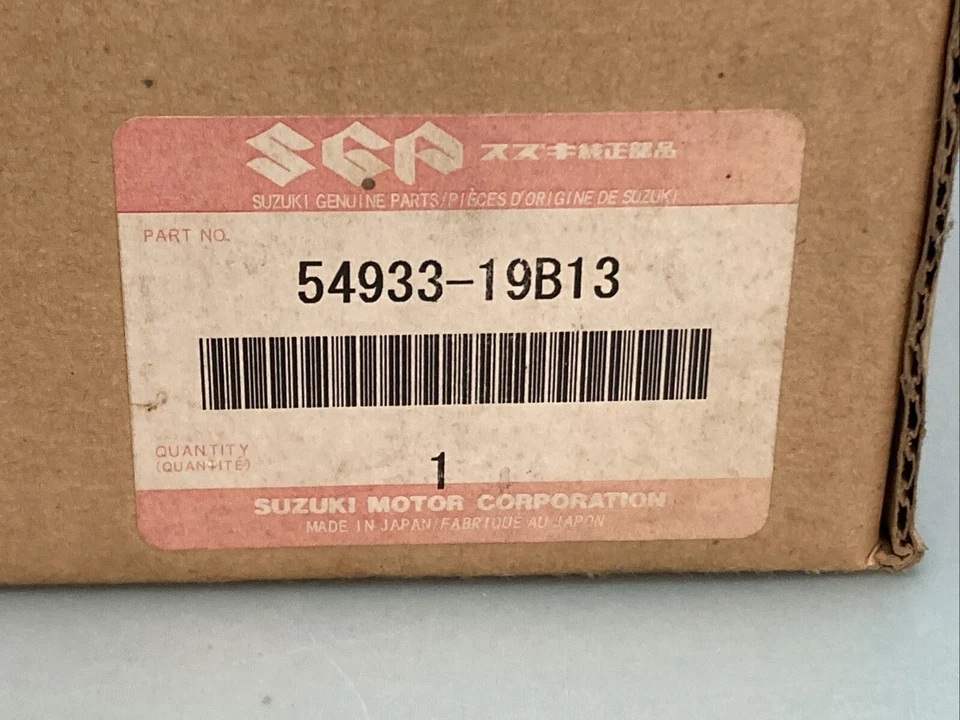 SGP スズキ純正部品
SUZUKI GENUINE PARTS/PIÈCES D'ORIGINE DE SUZUKI
PART NO.
54933-19B13
QUANTITY
(QUANTITÉ)
1
SUZUKI MOTOR CORPORATION
MADE IN JAPAN/FABRIQUÉ AU JAPON